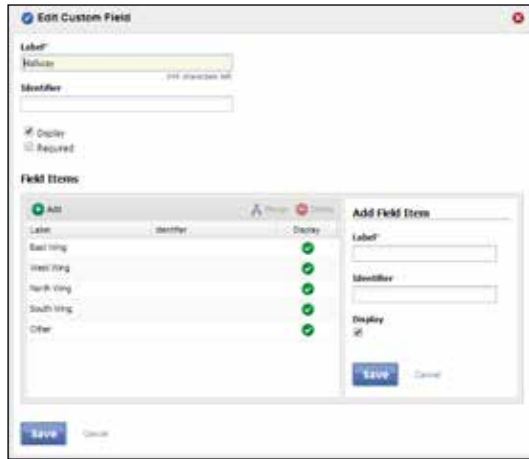 Edit Custom Field
Label*
Hallway
characters left
Identifier
Display
Required
Field Items
Add Merge Delete
Label Identifier Display
East Wing
West Wing
North Wing
South Wing
Other
Add Field Item
Label*
Identifier
Display
Save Cancel
Save Cancel